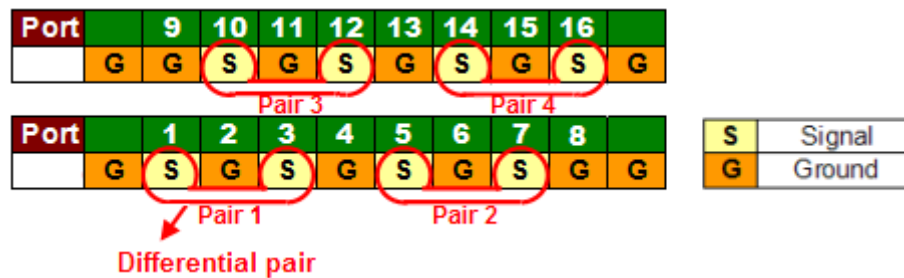 Port 9 10 11 12 13 14 15 16
G G S G S G S G S G
Pair 3 Pair 4
Port 1 2 3 4 5 6 7 8
G S G S G S G S G G
Pair 1 Pair 2
Differential pair
S Signal
G Ground